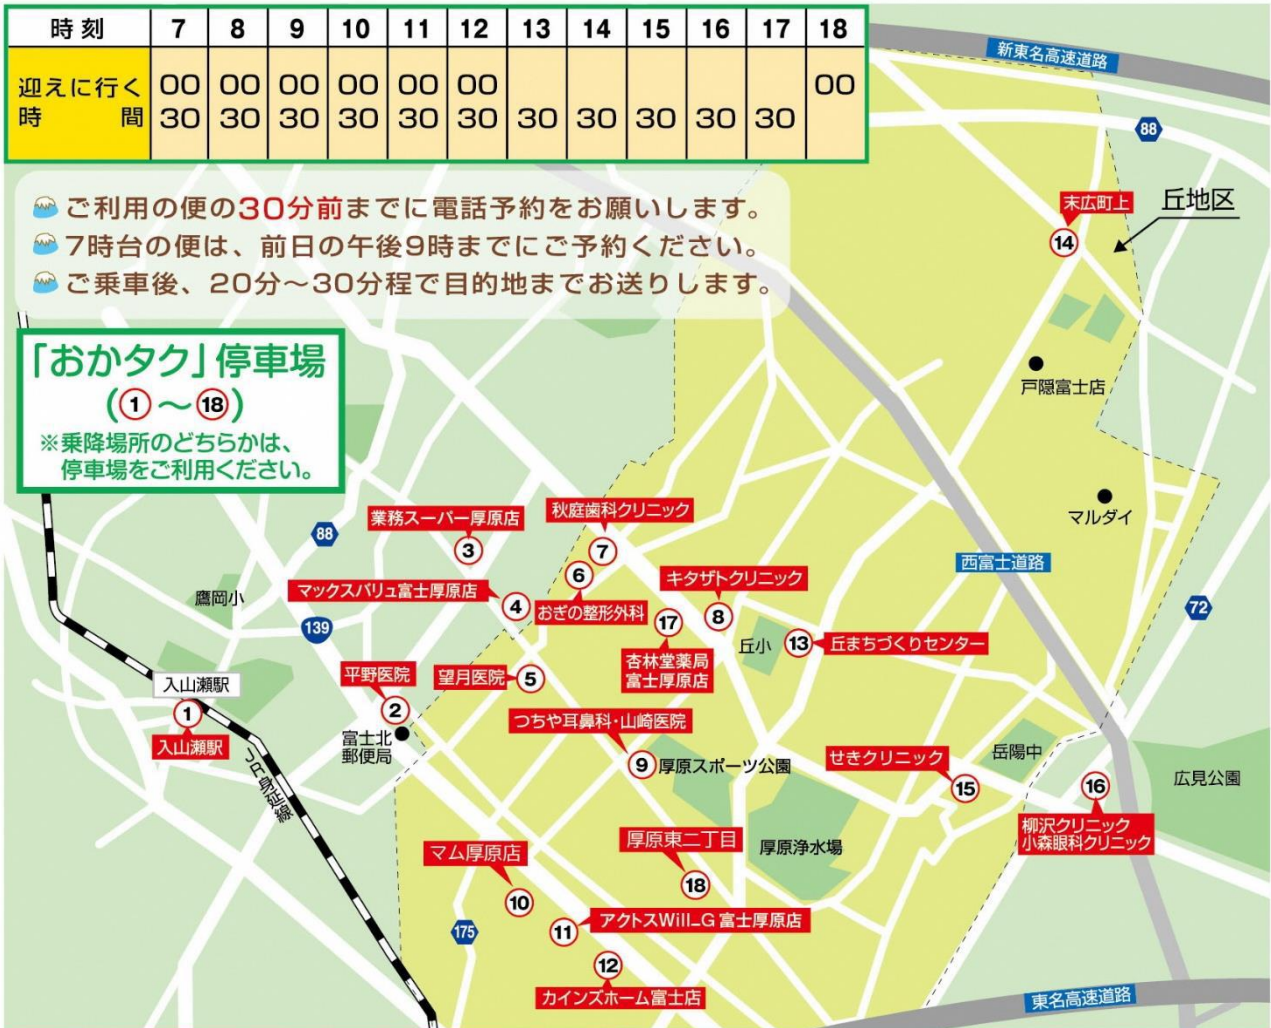 時刻 7 8 9 10 11 12 13 14 15 16 17 18
迎えに行く 00 00 00 00 00 00 00
時間 30 30 30 30 30 30 30 30 30 30 30
ご利用の便の30分前までに電話予約をお願いします。
7時台の便は、前日の午後9時までにご予約ください。
ご乗車後、20分～30分程で目的地までお送りします。
「おかタク」停車場
(①～⑱)
※乗降場所のどちらかは、
停車場をご利用ください。
新東名高速道路
88
末広町上
⑭
丘地区
戸隠富士店
マルダイ
西富士道路
72
88
業務スーパー厚原店
③
秋庭歯科クリニック
⑦
⑥
おぎの整形外科
マックスバリュ富士厚原店
④
キタザトクリニック
⑧
鷹岡小
139
⑰
杏林堂薬局
富士厚原店
丘小
⑬
丘まちづくりセンター
平野医院
②
望月医院
⑤
入山瀬駅
①
入山瀬駅
富士北
郵便局
JR身延線
つちや耳鼻科・山崎医院
⑨
厚原スポーツ公園
せきクリニック
⑮
岳陽中
⑯
柳沢クリニック
小森眼科クリニック
広見公園
マム厚原店
⑩
厚原東二丁目
⑱
厚原浄水場
175
⑪
アクトスWill_G 富士厚原店
⑫
カインズホーム富士店
東名高速道路